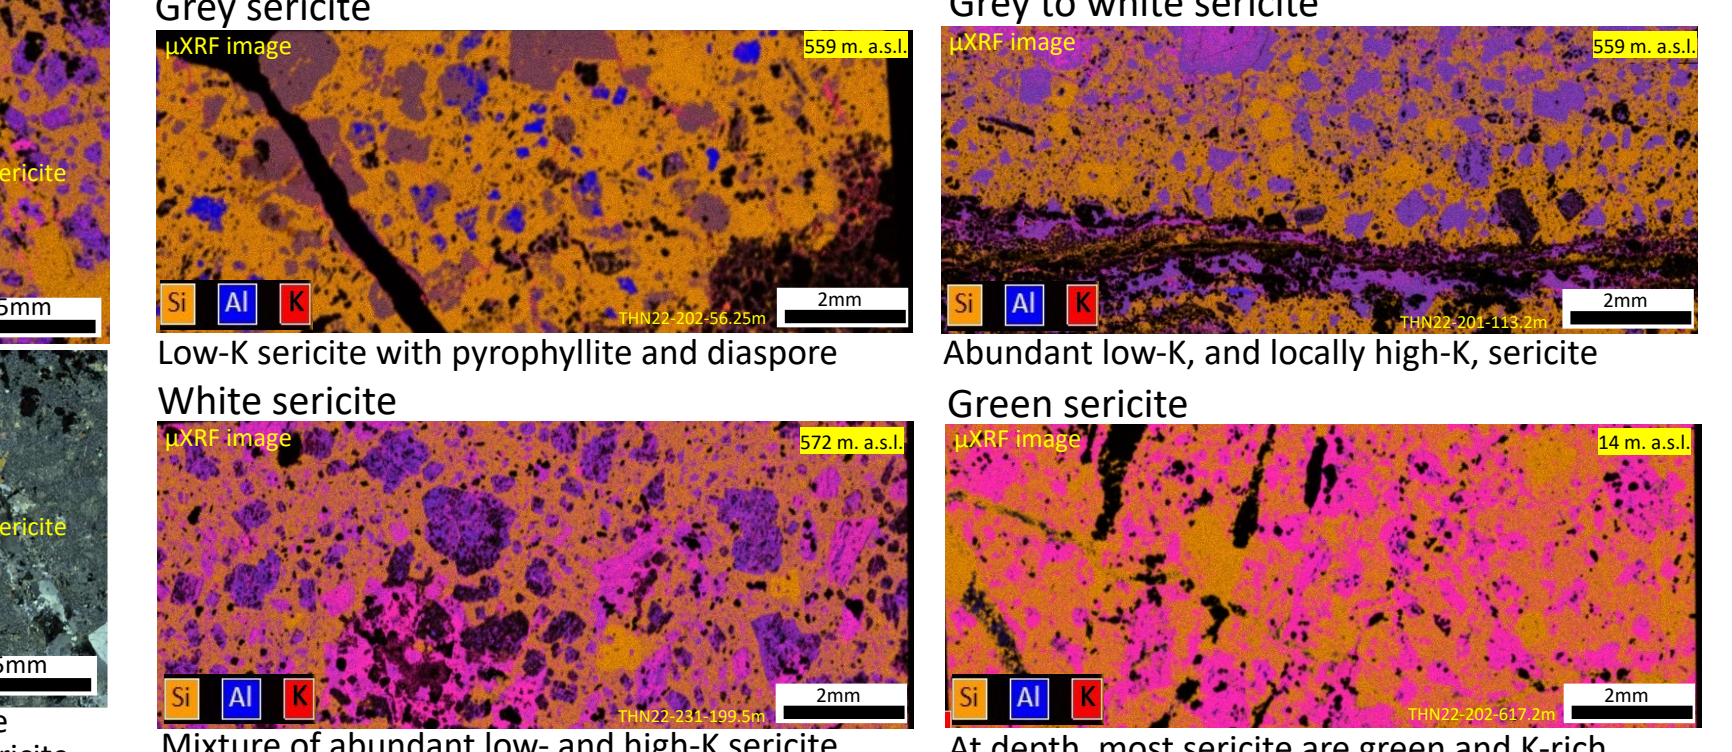 Grey sericite
µXRF image
559 m. a.s.l.
Si Al K
2mm
THN22-202-56.25m
Low-K sericite with pyrophyllite and diaspore
Grey to white sericite
µXRF image
559 m. a.s.l.
Si Al K
2mm
THN22-201-113.2m
Abundant low-K, and locally high-K, sericite
White sericite
µXRF image
572 m. a.s.l.
Si Al K
2mm
THN22-231-199.5m
Mixture of abundant low- and high-K sericite
Green sericite
µXRF image
14 m. a.s.l.
Si Al K
2mm
THN22-202-617.2m
At depth, most sericite are green and K-rich
ericite
5mm
ericite
5mm